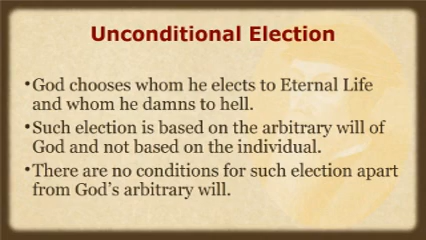 Unconditional Election
•God chooses whom he elects to Eternal Life
and whom he damns to hell.
•Such election is based on the arbitrary will of
God and not based on the individual.
•There are no conditions for such election apart
from God's arbitrary will.